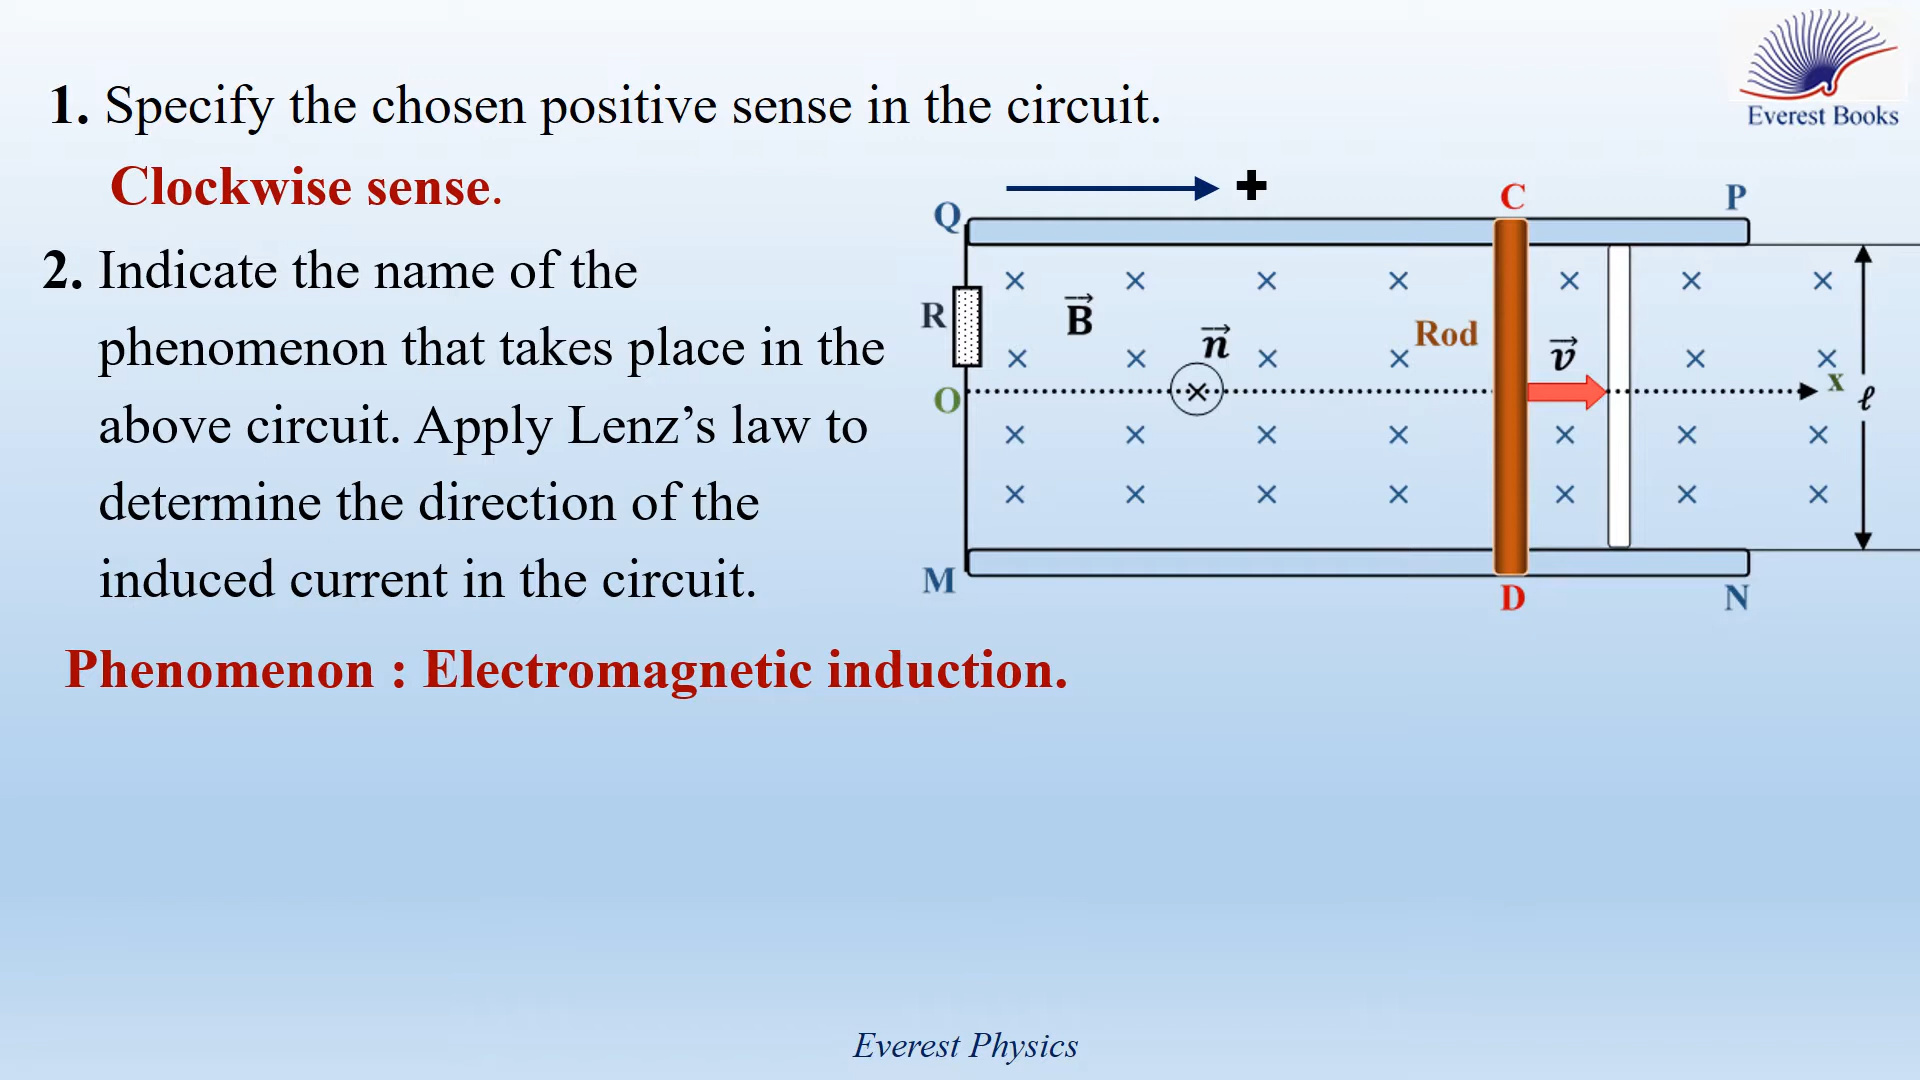 Everest Books
1. Specify the chosen positive sense in the circuit.
Clockwise sense.
2. Indicate the name of the
phenomenon that takes place in the
above circuit. Apply Lenz’s law to
determine the direction of the
induced current in the circuit.
Phenomenon : Electromagnetic induction.
+
Q
C
P
R
B⃗
n⃗
Rod
v⃗
O
x
ℓ
M
D
N
Everest Physics